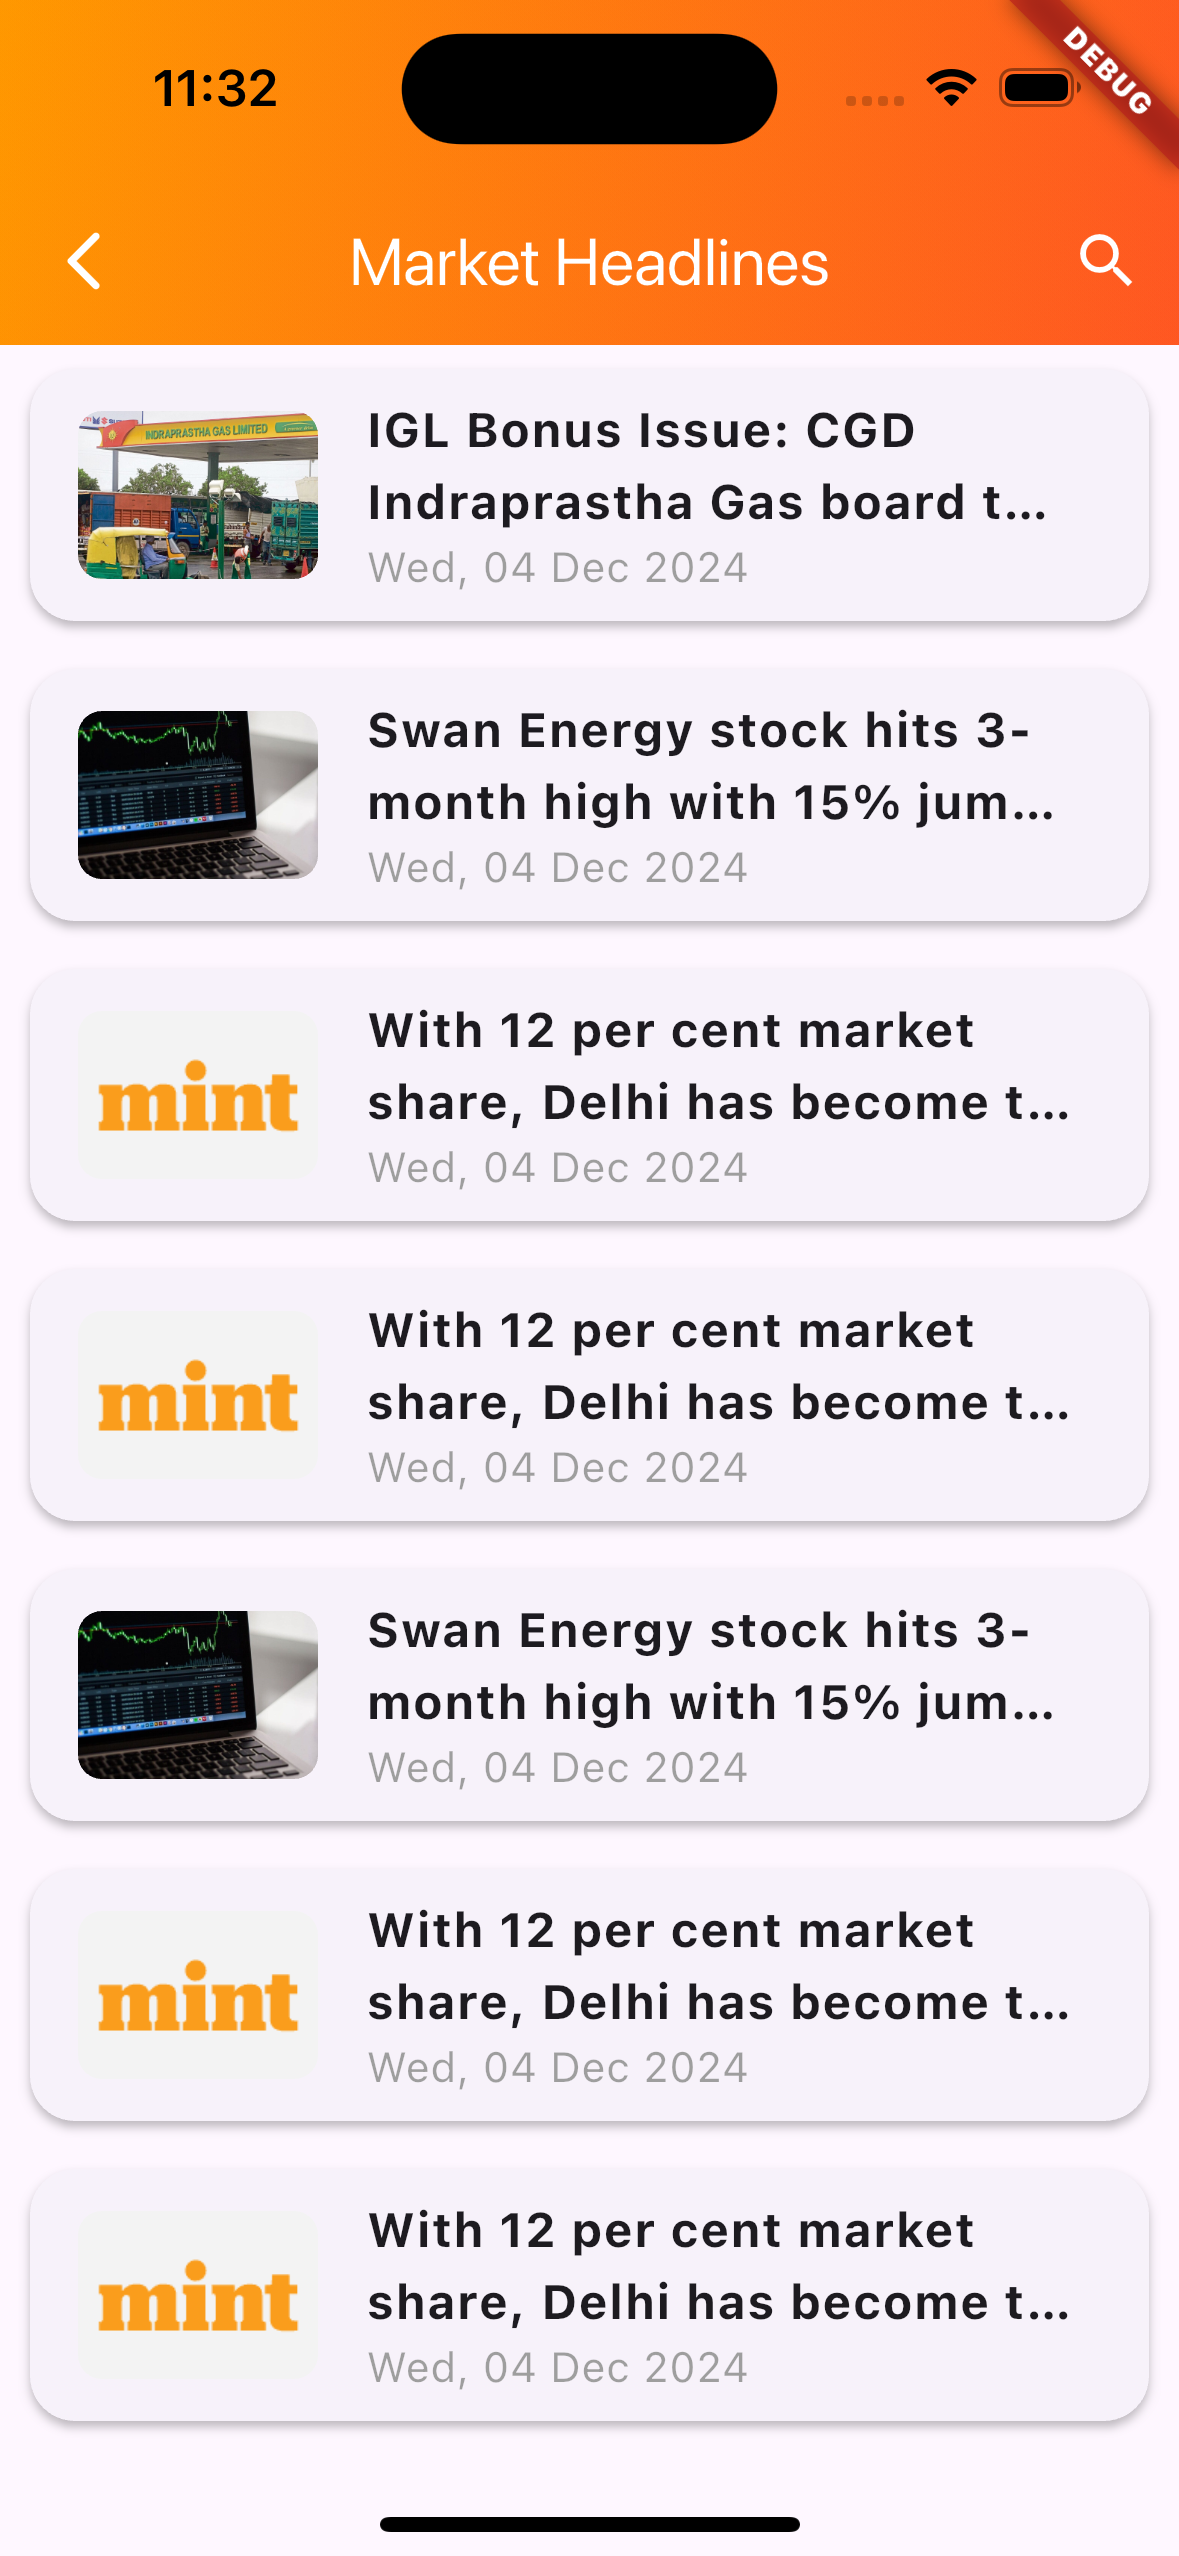 11:32
DEBUG
Market Headlines
INDRAPRASTHA GAS LIMITED
IGL Bonus Issue: CGD
Indraprastha Gas board t...
Wed, 04 Dec 2024
Swan Energy stock hits 3-
month high with 15% jum...
Wed, 04 Dec 2024
mint
With 12 per cent market
share, Delhi has become t...
Wed, 04 Dec 2024
mint
With 12 per cent market
share, Delhi has become t...
Wed, 04 Dec 2024
Swan Energy stock hits 3-
month high with 15% jum...
Wed, 04 Dec 2024
mint
With 12 per cent market
share, Delhi has become t...
Wed, 04 Dec 2024
mint
With 12 per cent market
share, Delhi has become t...
Wed, 04 Dec 2024